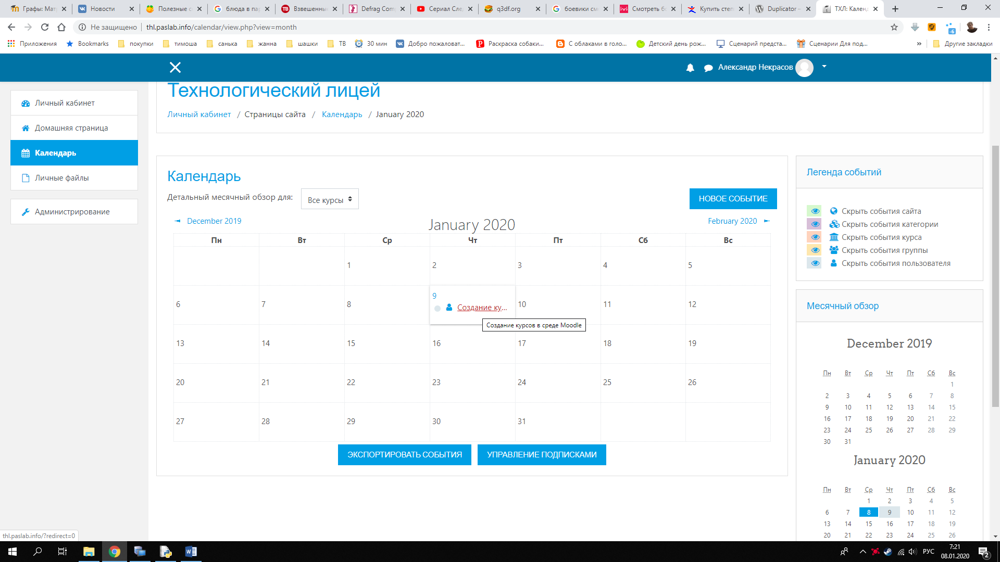 Графы: Мат
Новости
Полезные с
блюда в па
Взвешенны
Defrag Com
Сериал Сле
q3df.org
боевики см
Смотреть б
Купить степ
Duplicator –
ТХЛ: Кален
Не защищено
thl.paslab.info/calendar/view.php?view=month
Приложения
Bookmarks
покупки
тимоша
санька
жанна
шашки
ТВ
30 мин
Добро пожаловат...
Раскраска собаки...
С облаками в голо...
Детский день рож...
Сценарий предста...
Сценарии Для под...
»
Другие закладки
Александр Некрасов
Технологический лицей
Личный кабинет / Страницы сайта / Календарь / January 2020
Личный кабинет
Домашняя страница
Календарь
Личные файлы
Администрирование
Календарь
Детальный месячный обзор для:
Все курсы
НОВОЕ СОБЫТИЕ
◄ December 2019
January 2020
February 2020 ►
Пн Вт Ср Чт Пт Сб Вс
1 2 3 4 5
6 7 8 9 10 11 12
Создание ку...
Создание курсов в среде Moodle
13 14 15 16 17 18 19
20 21 22 23 24 25 26
27 28 29 30 31
ЭКСПОРТИРОВАТЬ СОБЫТИЯ
УПРАВЛЕНИЕ ПОДПИСКАМИ
Легенда событий
Скрыть события сайта
Скрыть события категории
Скрыть события курса
Скрыть события группы
Скрыть события пользователя
Месячный обзор
December 2019
Пн Вт Ср Чт Пт Сб Вс
1
2 3 4 5 6 7 8
9 10 11 12 13 14 15
16 17 18 19 20 21 22
23 24 25 26 27 28 29
30 31
January 2020
Пн Вт Ср Чт Пт Сб Вс
1 2 3 4 5
6 7 8 9 10 11 12
13 14 15 16 17 18 19
20 21 22 23 24 25 26
thl.paslab.info/?redirect=0
РУС
7:21
08.01.2020
2